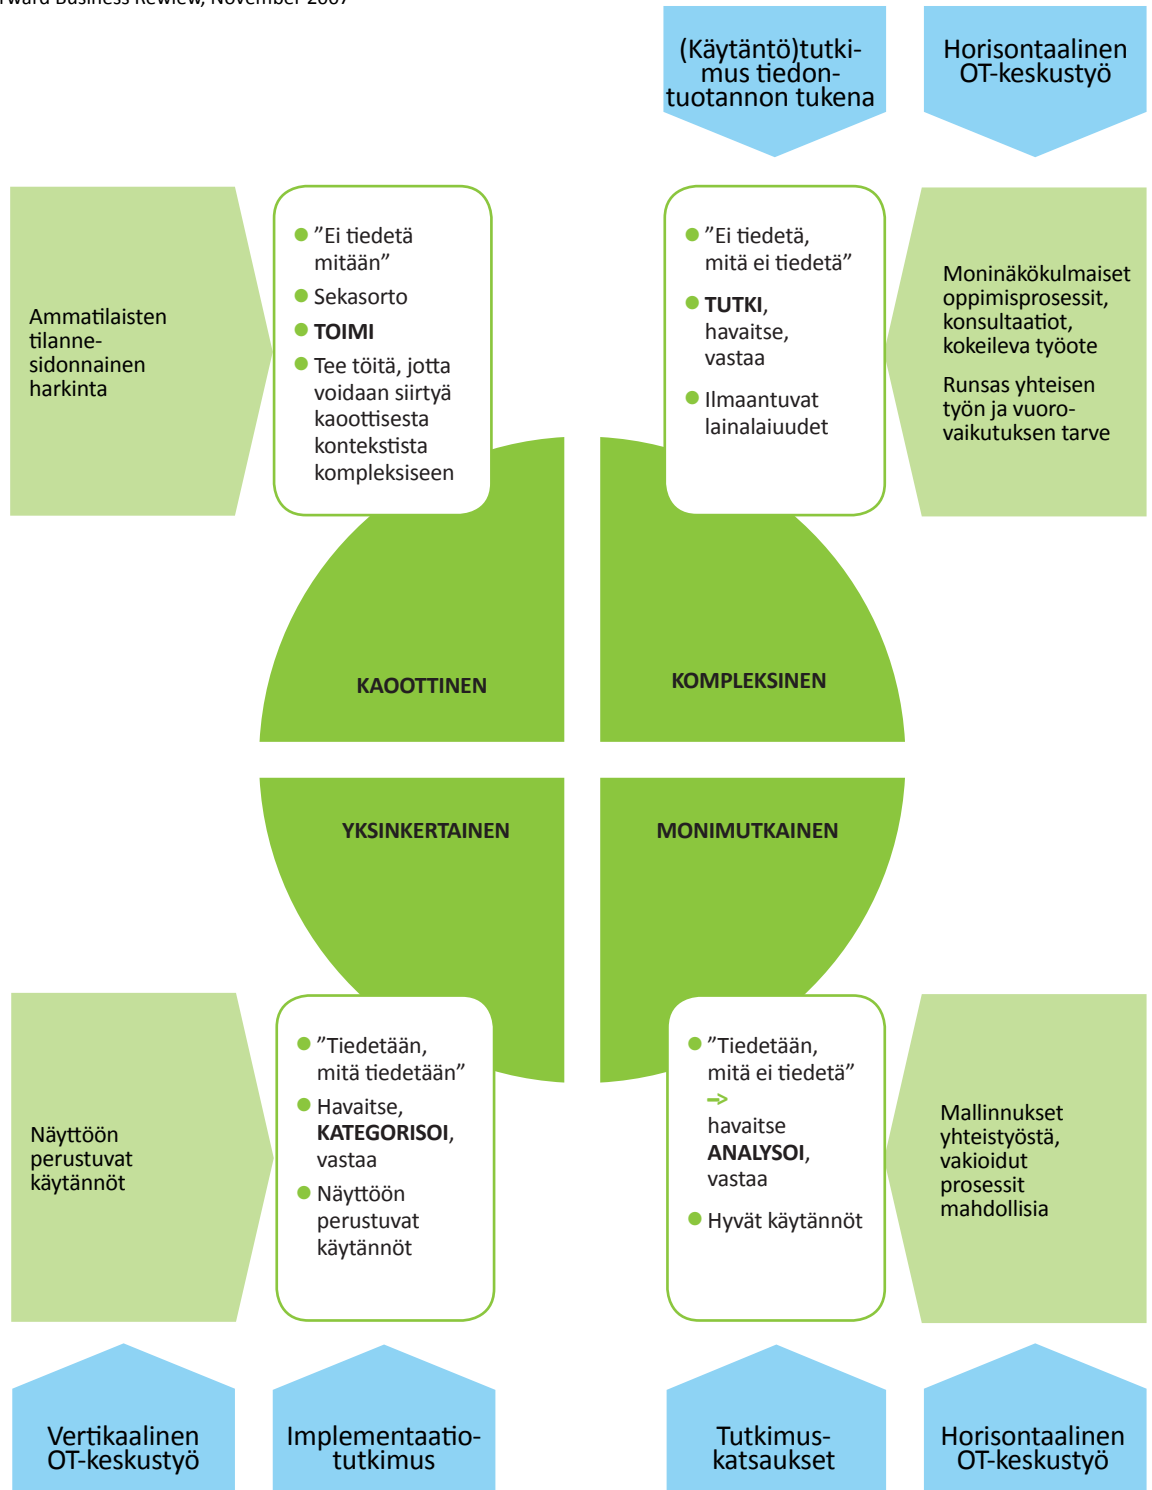 Business Rewiew, November 2007
(Käytäntö)tutki-
mus tiedon-
tuotannon tukena
Horisontaalinen
OT-keskustyö
Ammatilaisten
tilanne-
sidonnainen
harkinta
”Ei tiedetä
mitään”
Sekasorto
TOIMI
Tee töitä, jotta
voidaan siirtyä
kaoottisesta
kontekstista
kompleksiseen
”Ei tiedetä,
mitä ei tiedetä”
TUTKI,
havaitse,
vastaa
Ilmaantuvat
lainalaiuudet
Moninäkökulmaiset
oppimisprosessit,
konsultaatiot,
kokeileva työote
Runsas yhteisen
työn ja vuoro-
vaikutuksen tarve
KAOOTTINEN
KOMPLEKSINEN
YKSINKERTAINEN
MONIMUTKAINEN
Näyttöön
perustuvat
käytännöt
”Tiedetään,
mitä tiedetään”
Havaitse,
KATEGORISOI,
vastaa
Näyttöön
perustuvat
käytännöt
”Tiedetään,
mitä ei tiedetä”
->
havaitse
ANALYSOI,
vastaa
Hyvät käytännöt
Mallinnukset
yhteistyöstä,
vakioidut
prosessit
mahdollisia
Vertikaalinen
OT-keskustyö
Implementaatio-
tutkimus
Tutkimus-
katsaukset
Horisontaalinen
OT-keskustyö